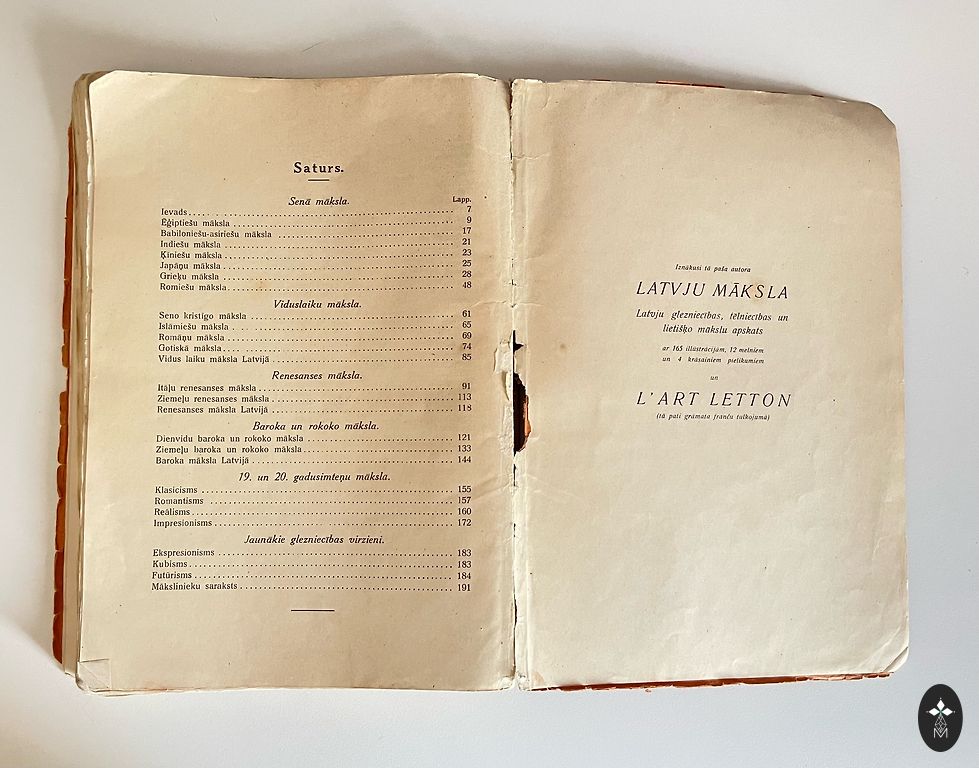 Saturs.
Senā māksla.
Lapp.
Ievads 7
Ēģiptiešu māksla 9
Babiloniešu-asiriešu māksla 17
Indiešu māksla 21
Ķīniešu māksla 23
Japāņu māksla 25
Grieķu māksla 28
Romiešu māksla 48
Viduslaiku māksla.
Seno kristīgo māksla 61
Islāmiešu māksla 65
Romāņu māksla 69
Gotiskā māksla 74
Vidus laiku māksla Latvijā 85
Renesanses māksla.
Itāļu renesanses māksla 91
Ziemeļu renesanses māksla 113
Renesanses māksla Latvijā 118
Baroka un rokoko māksla.
Dienvidu baroka un rokoko māksla 121
Ziemeļu baroka un rokoko māksla 133
Baroka māksla Latvijā 144
19. un 20. gadusimteņu māksla.
Klasicisms 155
Romantisms 157
Reālisms 160
Impresionisms 172
Jaunākie glezniecības virzieni.
Ekspresionisms 183
Kubisms 183
Futūrisms 184
Mākslinieku saraksts 191
Iznākusi tā paša autora
LATVJU MĀKSLA
Latvju glezniecības, tēlniecības un
lietišķo mākslu apskats
ar 165 illustrācijām, 12 melniem
un 4 krāsainiem pielikumiem
un
L'ART LETTON
(tā pati grāmata franču tulkojumā)
M